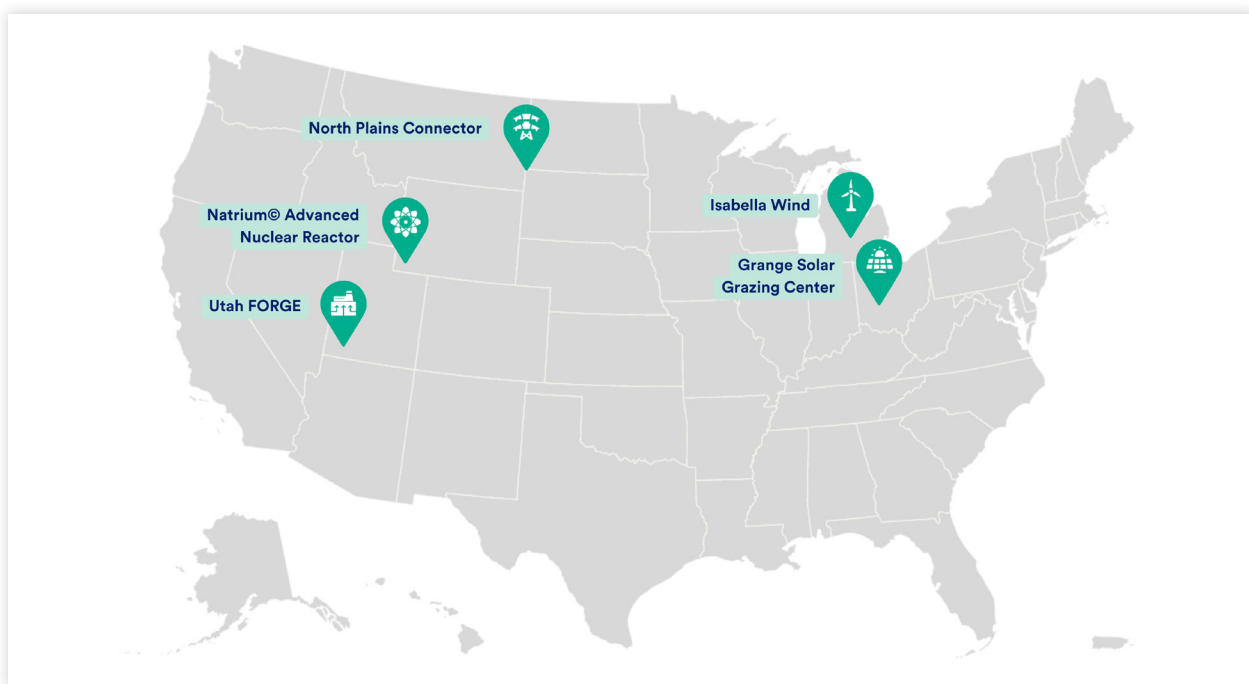 North Plains Connector
Natrium© Advanced
Nuclear Reactor
Isabella Wind
Grange Solar
Grazing Center
Utah FORGE